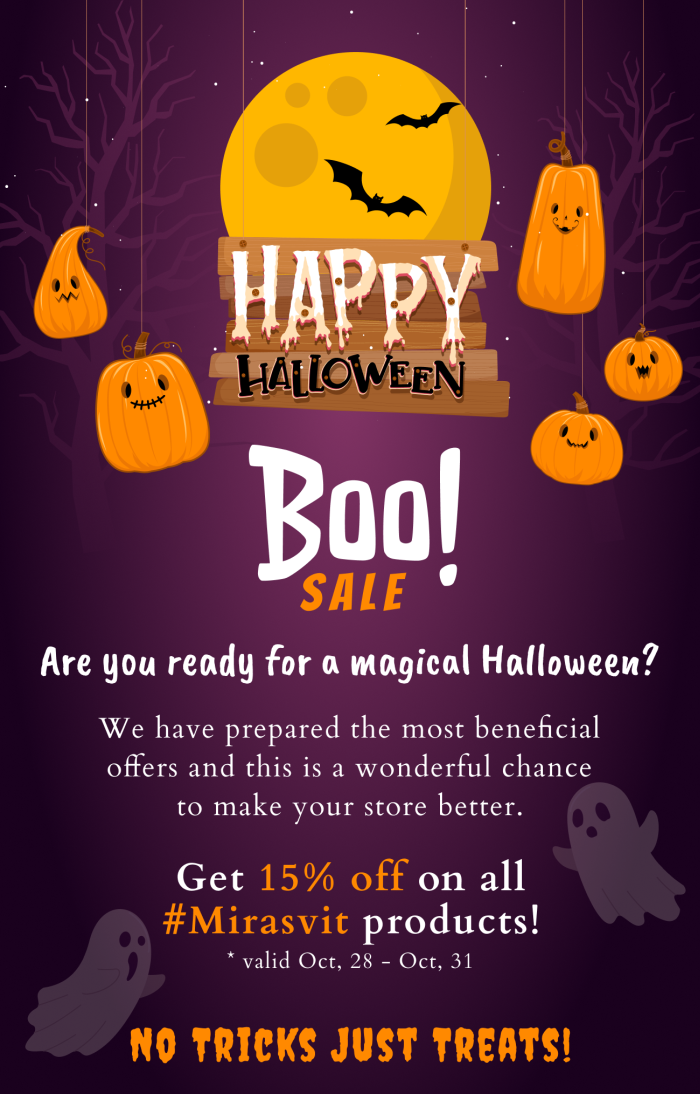 HAPPY
HALLOWEEN
Boo!
SALE
Are you ready for a magical Halloween?
We have prepared the most beneficial
offers and this is a wonderful chance
to make your store better.
Get 15% off on all
#Mirasvit products!
* valid Oct, 28 - Oct, 31
NO TRICKS JUST TREATS!